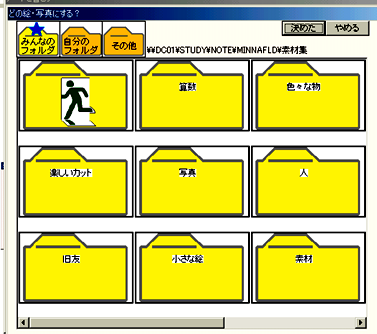 どの絵・写真にする？
決めた
やめる
みんなの
フォルダ
自分の
フォルダ
その他
¥¥DC01¥STUDY¥NOTE¥MINNAFLD¥素材集
算数
色々な物
楽しいカット
写真
人
旧友
小さな絵
素材